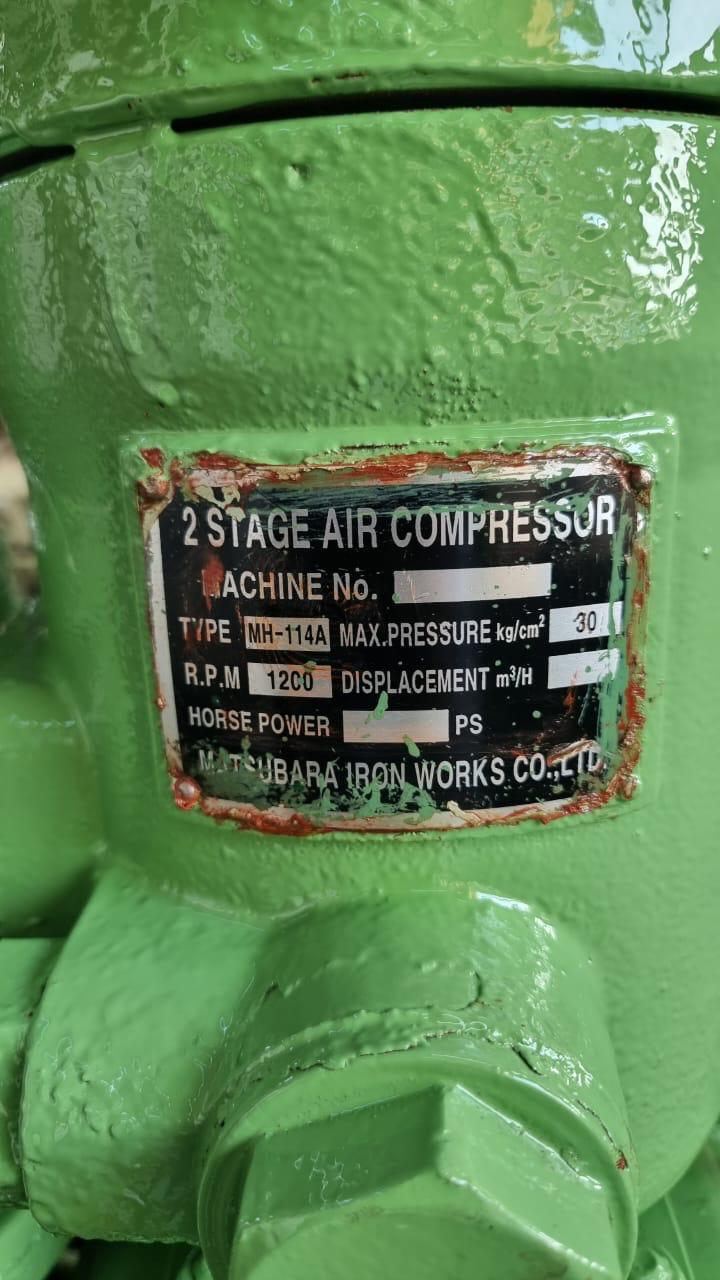 2 STAGE AIR COMPRESSOR
MACHINE No.
TYPE MH-114A MAX.PRESSURE kg/cm² 30
R.P.M 1200 DISPLACEMENT m³/H
HORSE POWER PS
MATSUBARA IRON WORKS CO.,LTD.